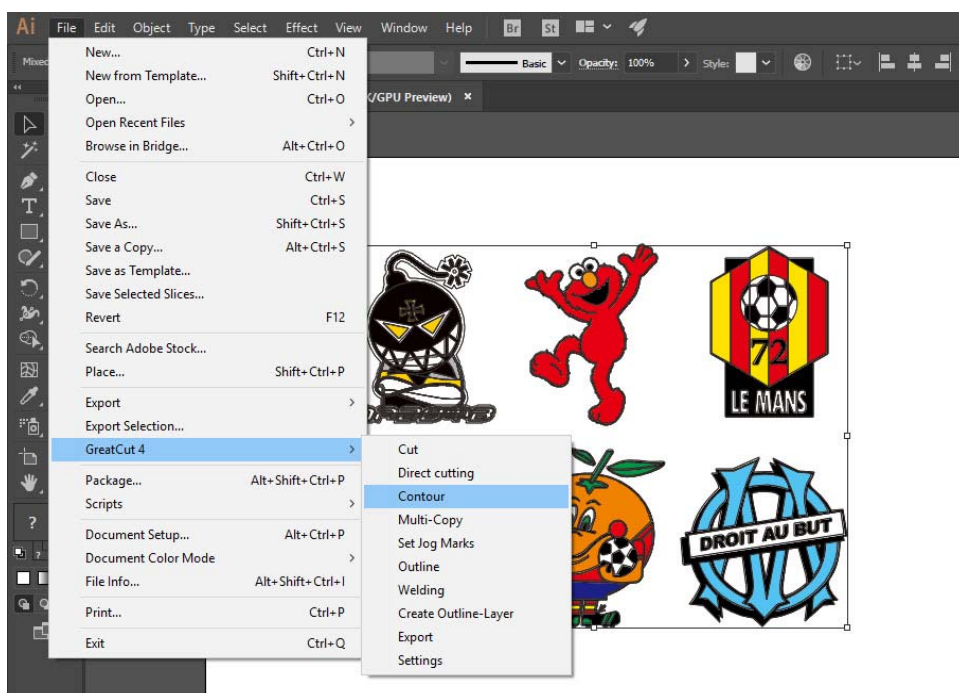 Ai File Edit Object Type Select Effect View Window Help Br St
Basic Opacity: 100% Style:
/GPU Preview) ×
New... Ctrl+N
New from Template... Shift+Ctrl+N
Open... Ctrl+O
Open Recent Files
Browse in Bridge... Alt+Ctrl+O
Close Ctrl+W
Save Ctrl+S
Save As... Shift+Ctrl+S
Save a Copy... Alt+Ctrl+S
Save as Template...
Save Selected Slices...
Revert F12
Search Adobe Stock...
Place... Shift+Ctrl+P
Export
Export Selection...
GreatCut 4
Package... Alt+Shift+Ctrl+P
Scripts
Document Setup... Alt+Ctrl+P
Document Color Mode
File Info... Alt+Shift+Ctrl+I
Print... Ctrl+P
Exit Ctrl+Q
Cut
Direct cutting
Contour
Multi-Copy
Set Jog Marks
Outline
Welding
Create Outline-Layer
Export
Settings
72
LE MANS
DROIT AU BUT